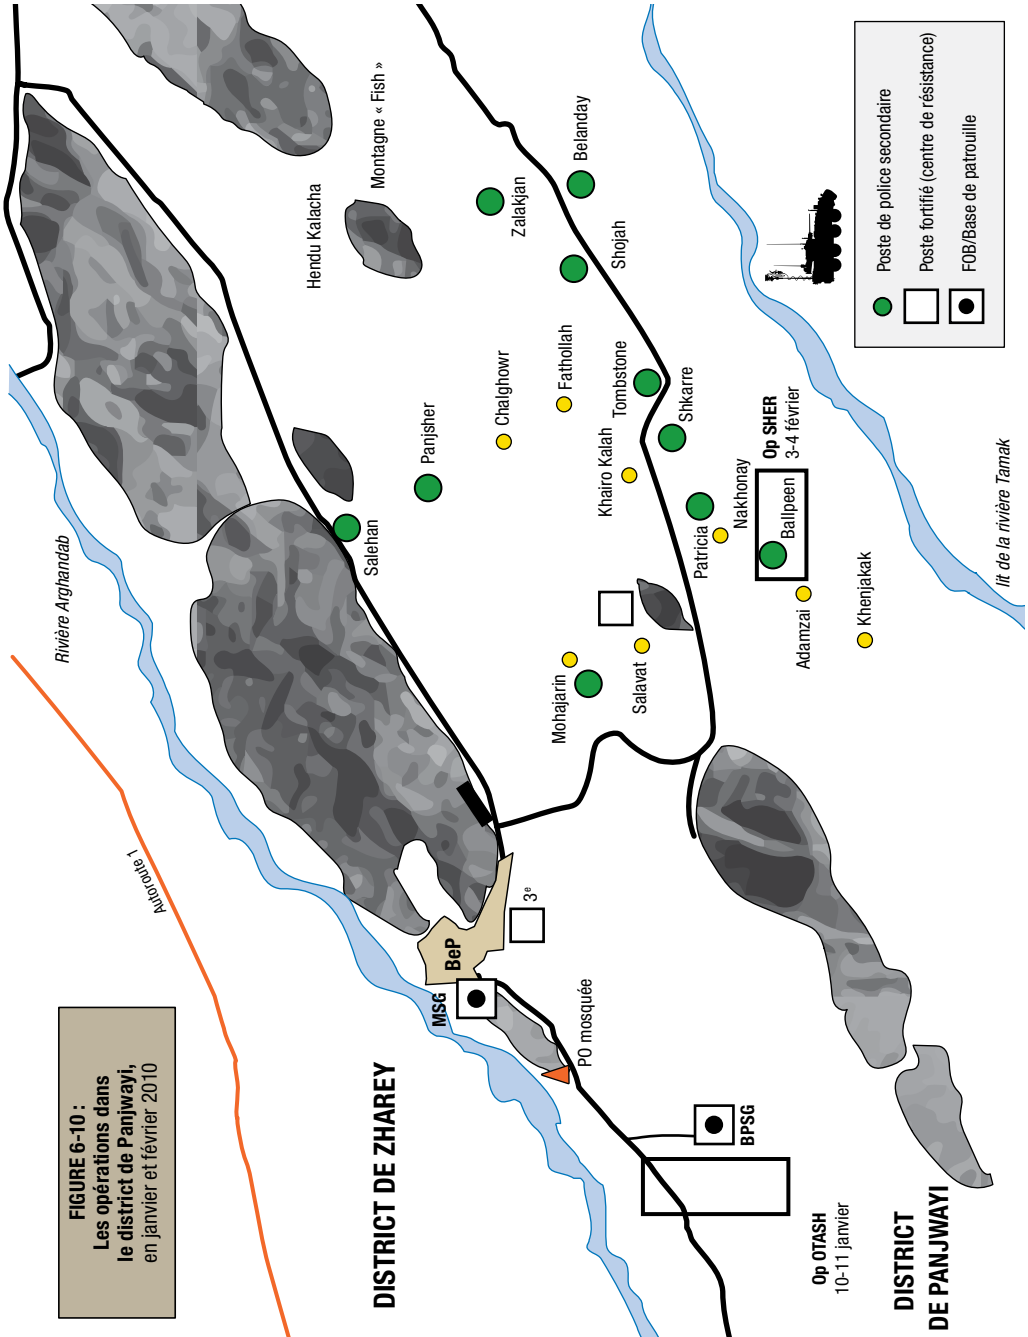 FIGURE 6-10 :
Les opérations dans
le district de Panjwayi,
en janvier et février 2010
Autoroute 1
Rivière Arghandab
DISTRICT DE ZHAREY
MSG
BeP
3e
PO mosquée
BPSG
Op OTASH
10-11 janvier
DISTRICT
DE PANJWAYI
Salehan
Panjsher
Hendu Kalacha
Montagne « Fish »
Chalghowr
Fathollah
Zalakjan
Belanday
Shojah
Khairo Kalah
Tombstone
Shkarre
Mohajarin
Salavat
Patricia
Nakhonay
Op SHER
3-4 février
Ballpeen
Adamzai
Khenjakak
lit de la rivière Tamak
Poste de police secondaire
Poste fortifié (centre de résistance)
FOB/Base de patrouille